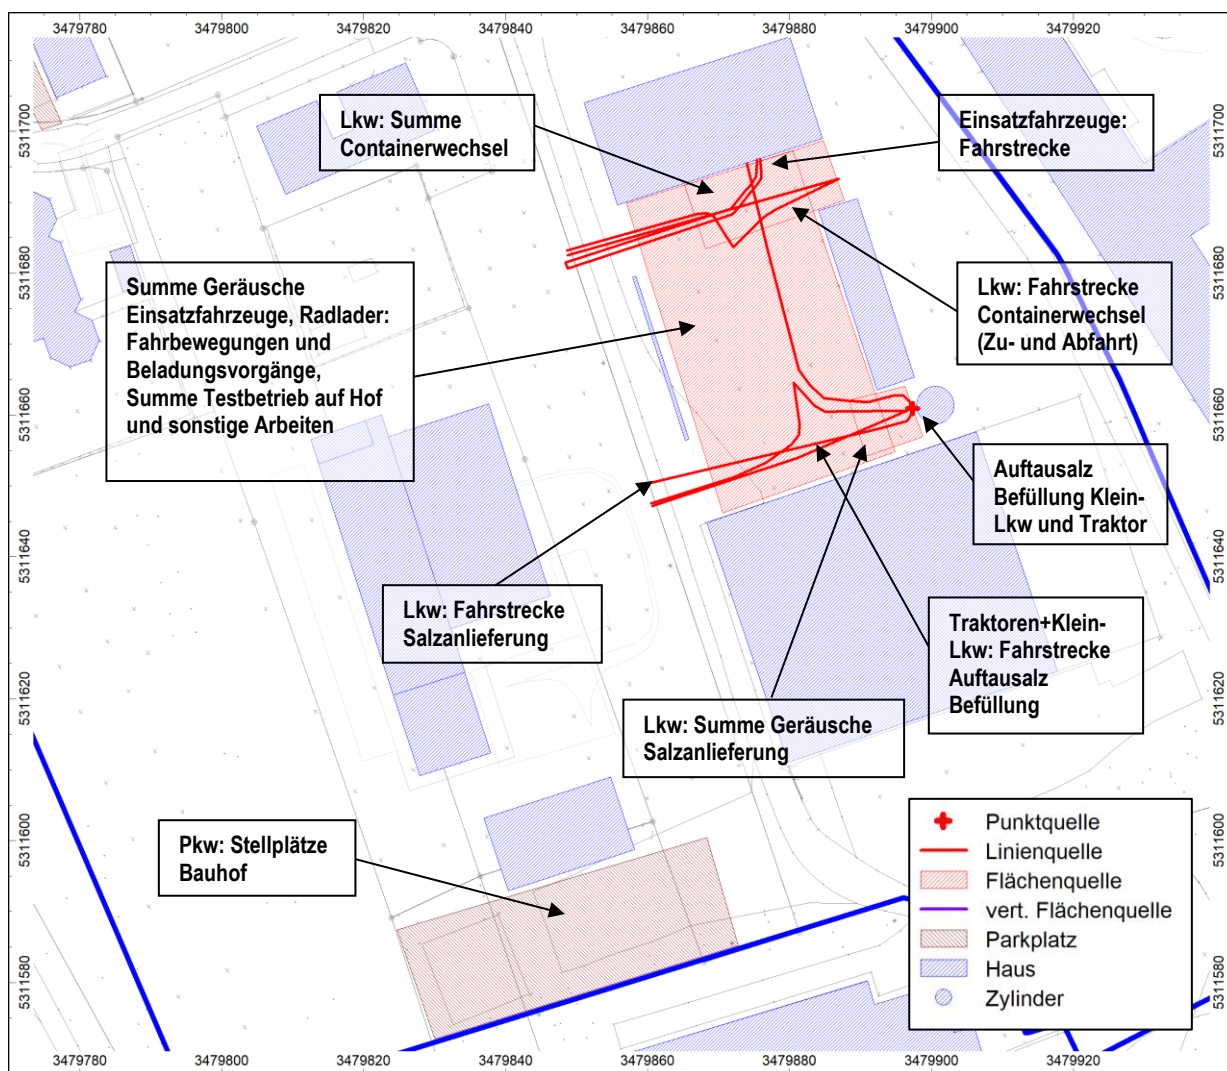 3479780 3479800 3479820 3479840 3479860 3479880 3479900 3479920
5311700
5311680
5311660
5311640
5311620
5311600
5311580
Lkw: Summe
Containerwechsel
Einsatzfahrzeuge:
Fahrstrecke
Summe Geräusche
Einsatzfahrzeuge, Radlader:
Fahrbewegungen und
Beladungsvorgänge,
Summe Testbetrieb auf Hof
und sonstige Arbeiten
Lkw: Fahrstrecke
Containerwechsel
(Zu- und Abfahrt)
Auftausalz
Befüllung Klein-
Lkw und Traktor
Lkw: Fahrstrecke
Salzanlieferung
Traktoren+Klein-
Lkw: Fahrstrecke
Auftausalz
Befüllung
Lkw: Summe Geräusche
Salzanlieferung
Pkw: Stellplätze
Bauhof
Punktquelle
Linienquelle
Flächenquelle
vert. Flächenquelle
Parkplatz
Haus
Zylinder
5311700
5311680
5311660
5311640
5311620
5311600
5311580
3479780 3479800 3479820 3479840 3479860 3479880 3479900 3479920